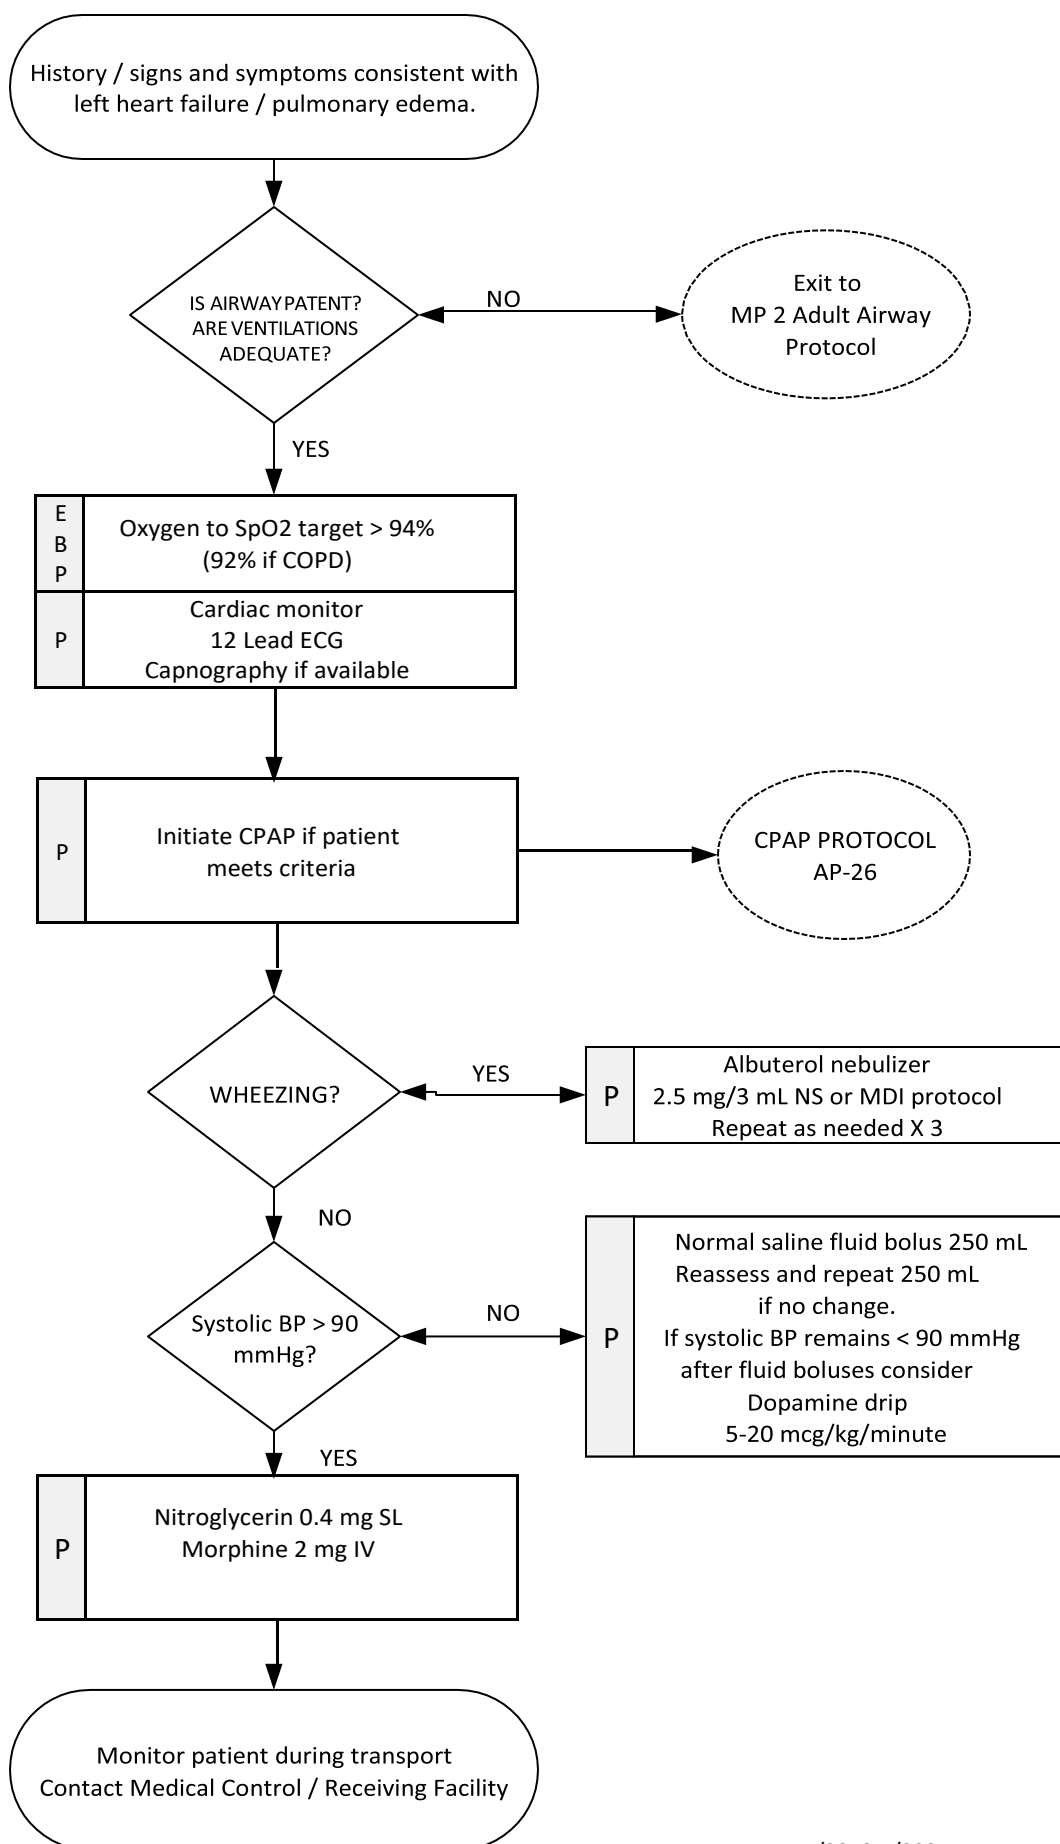 History / signs and symptoms consistent with
left heart failure / pulmonary edema.
IS AIRWAY PATENT?
ARE VENTILATIONS
ADEQUATE?
NO
Exit to
MP 2 Adult Airway
Protocol
YES
E
B
P
Oxygen to SpO2 target > 94%
(92% if COPD)
P
Cardiac monitor
12 Lead ECG
Capnography if available
P
Initiate CPAP if patient
meets criteria
CPAP PROTOCOL
AP-26
WHEEZING?
YES
P
Albuterol nebulizer
2.5 mg/3 mL NS or MDI protocol
Repeat as needed X 3
NO
Systolic BP > 90
mmHg?
NO
P
Normal saline fluid bolus 250 mL
Reassess and repeat 250 mL
if no change.
If systolic BP remains < 90 mmHg
after fluid boluses consider
Dopamine drip
5-20 mcg/kg/minute
YES
P
Nitroglycerin 0.4 mg SL
Morphine 2 mg IV
Monitor patient during transport
Contact Medical Control / Receiving Facility